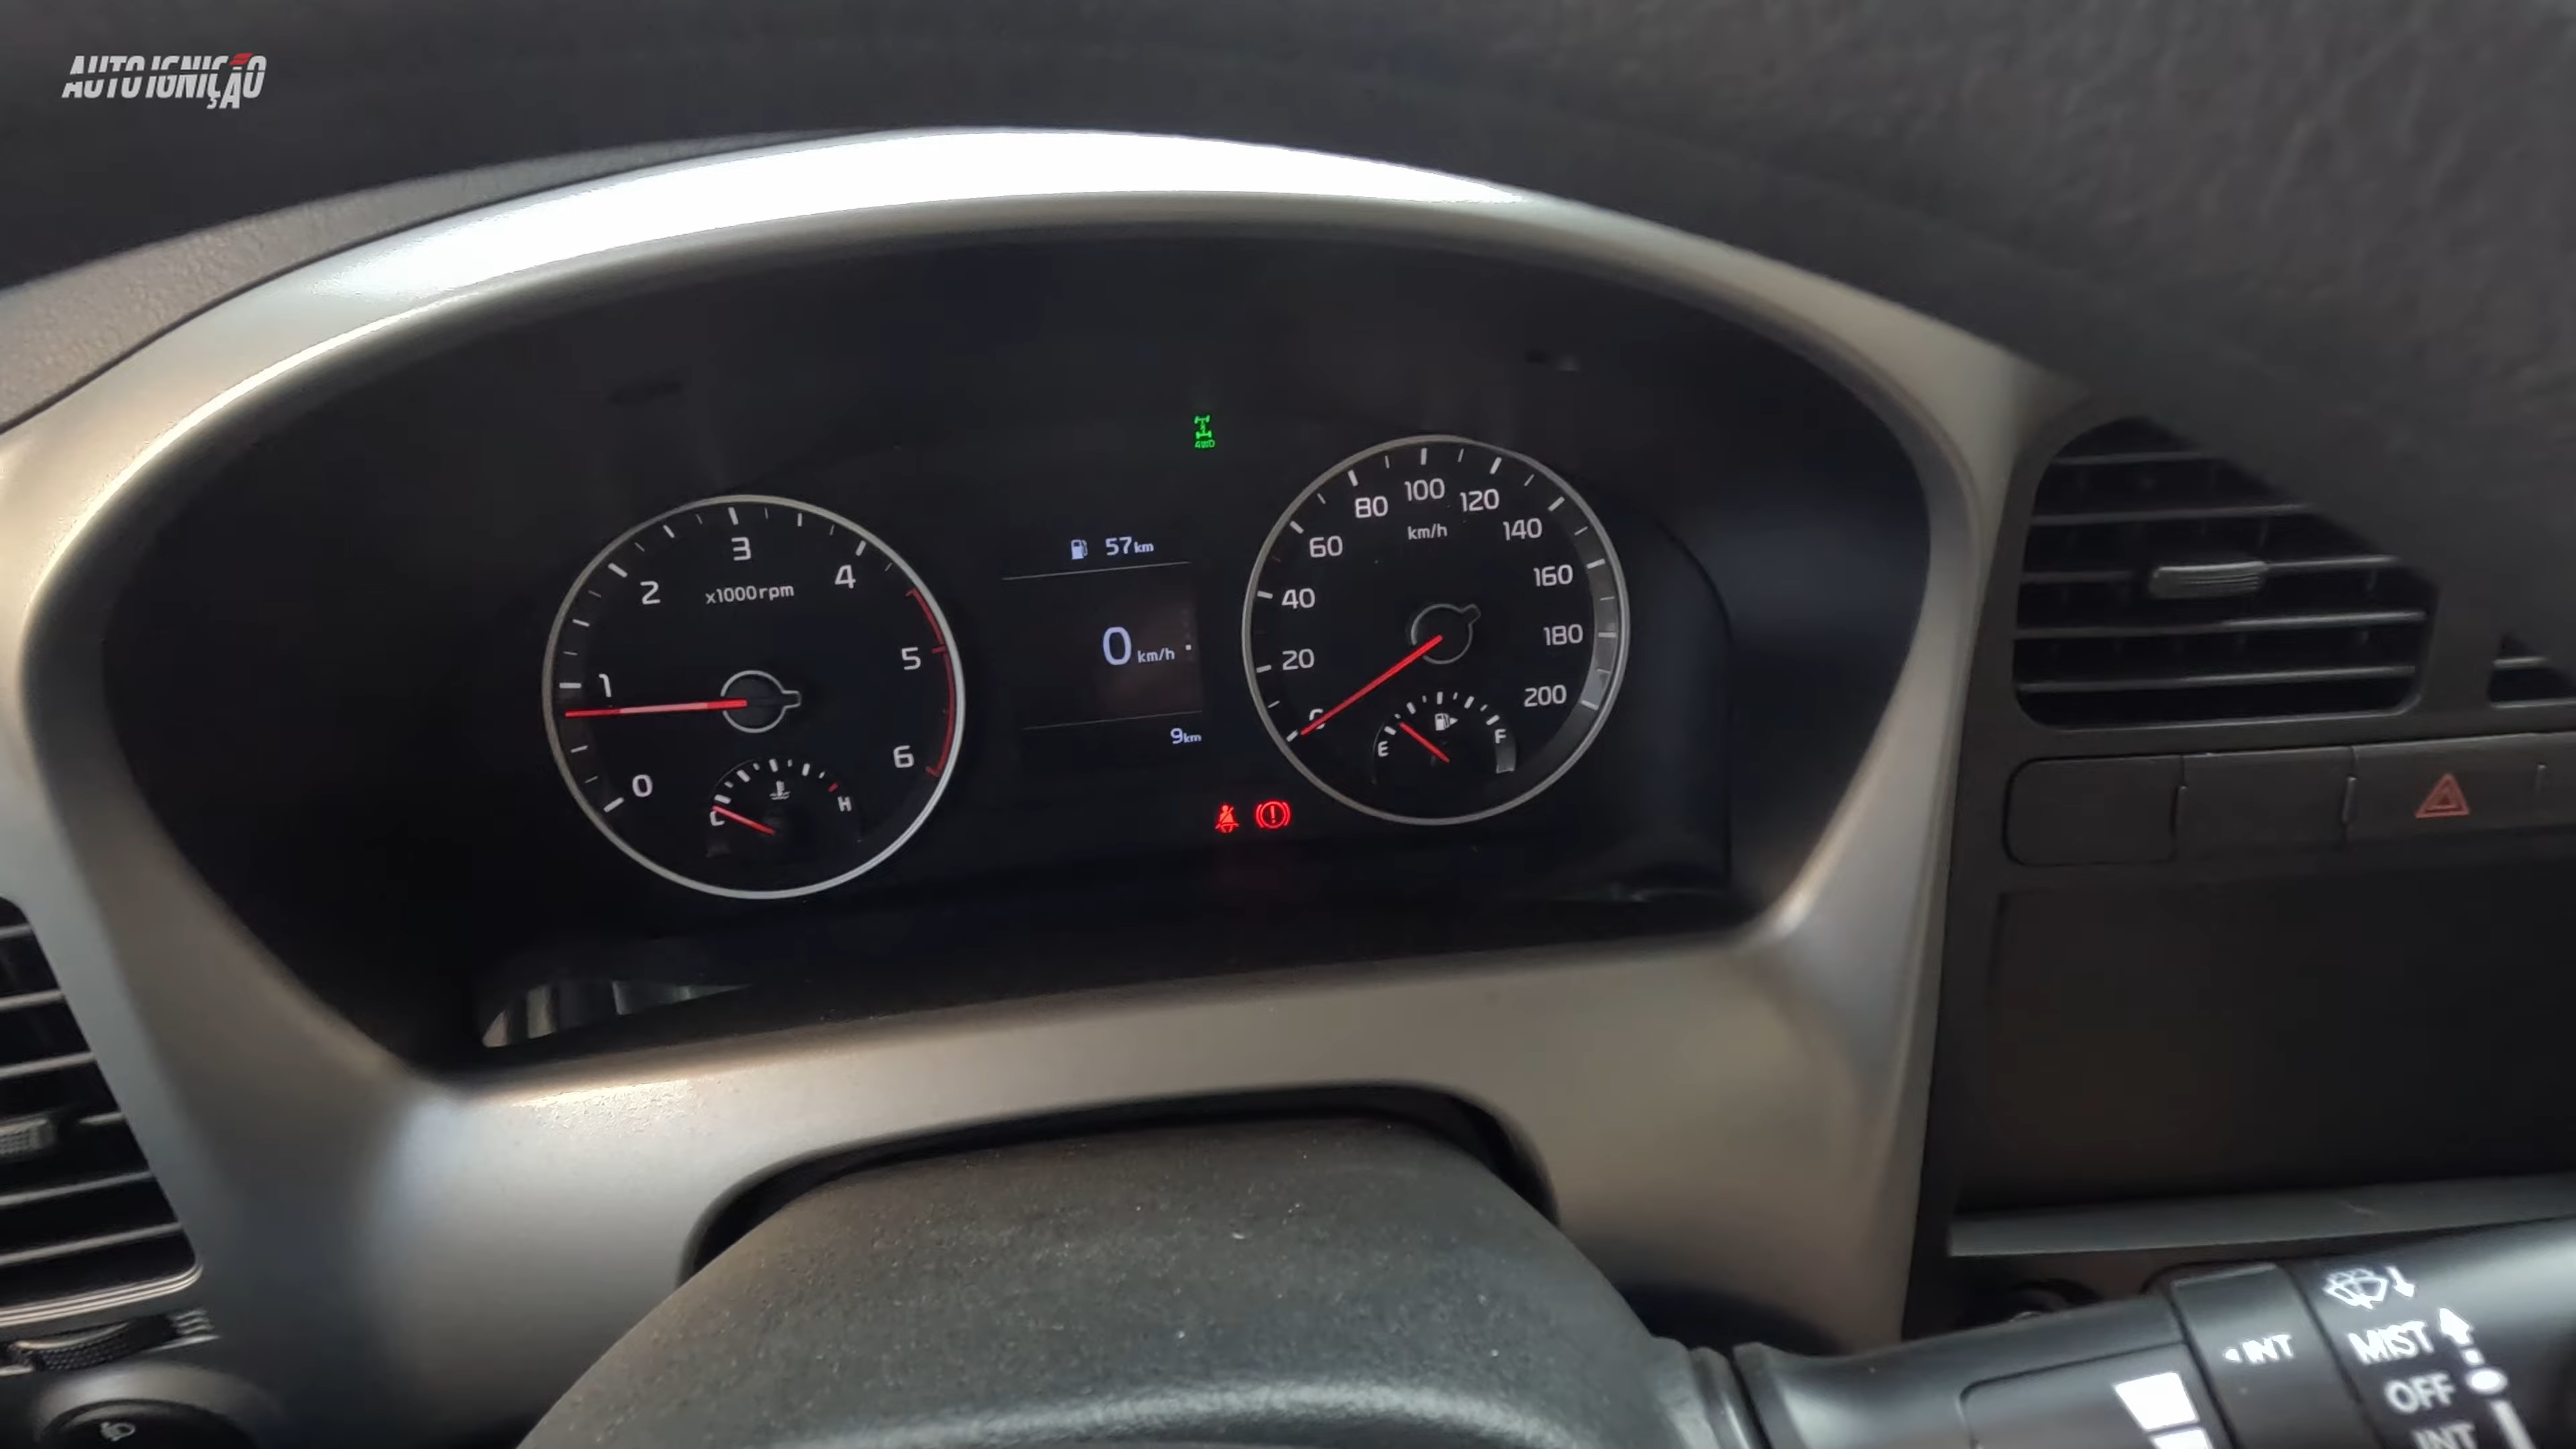 AUTO IGNIÇÃO
4WD
0
1
2
3
4
5
6
x1000rpm
C
H
57km
0 km/h
9km
20
40
60
80
100
120
140
160
180
200
km/h
E
F
INT
MIST
OFF
INT